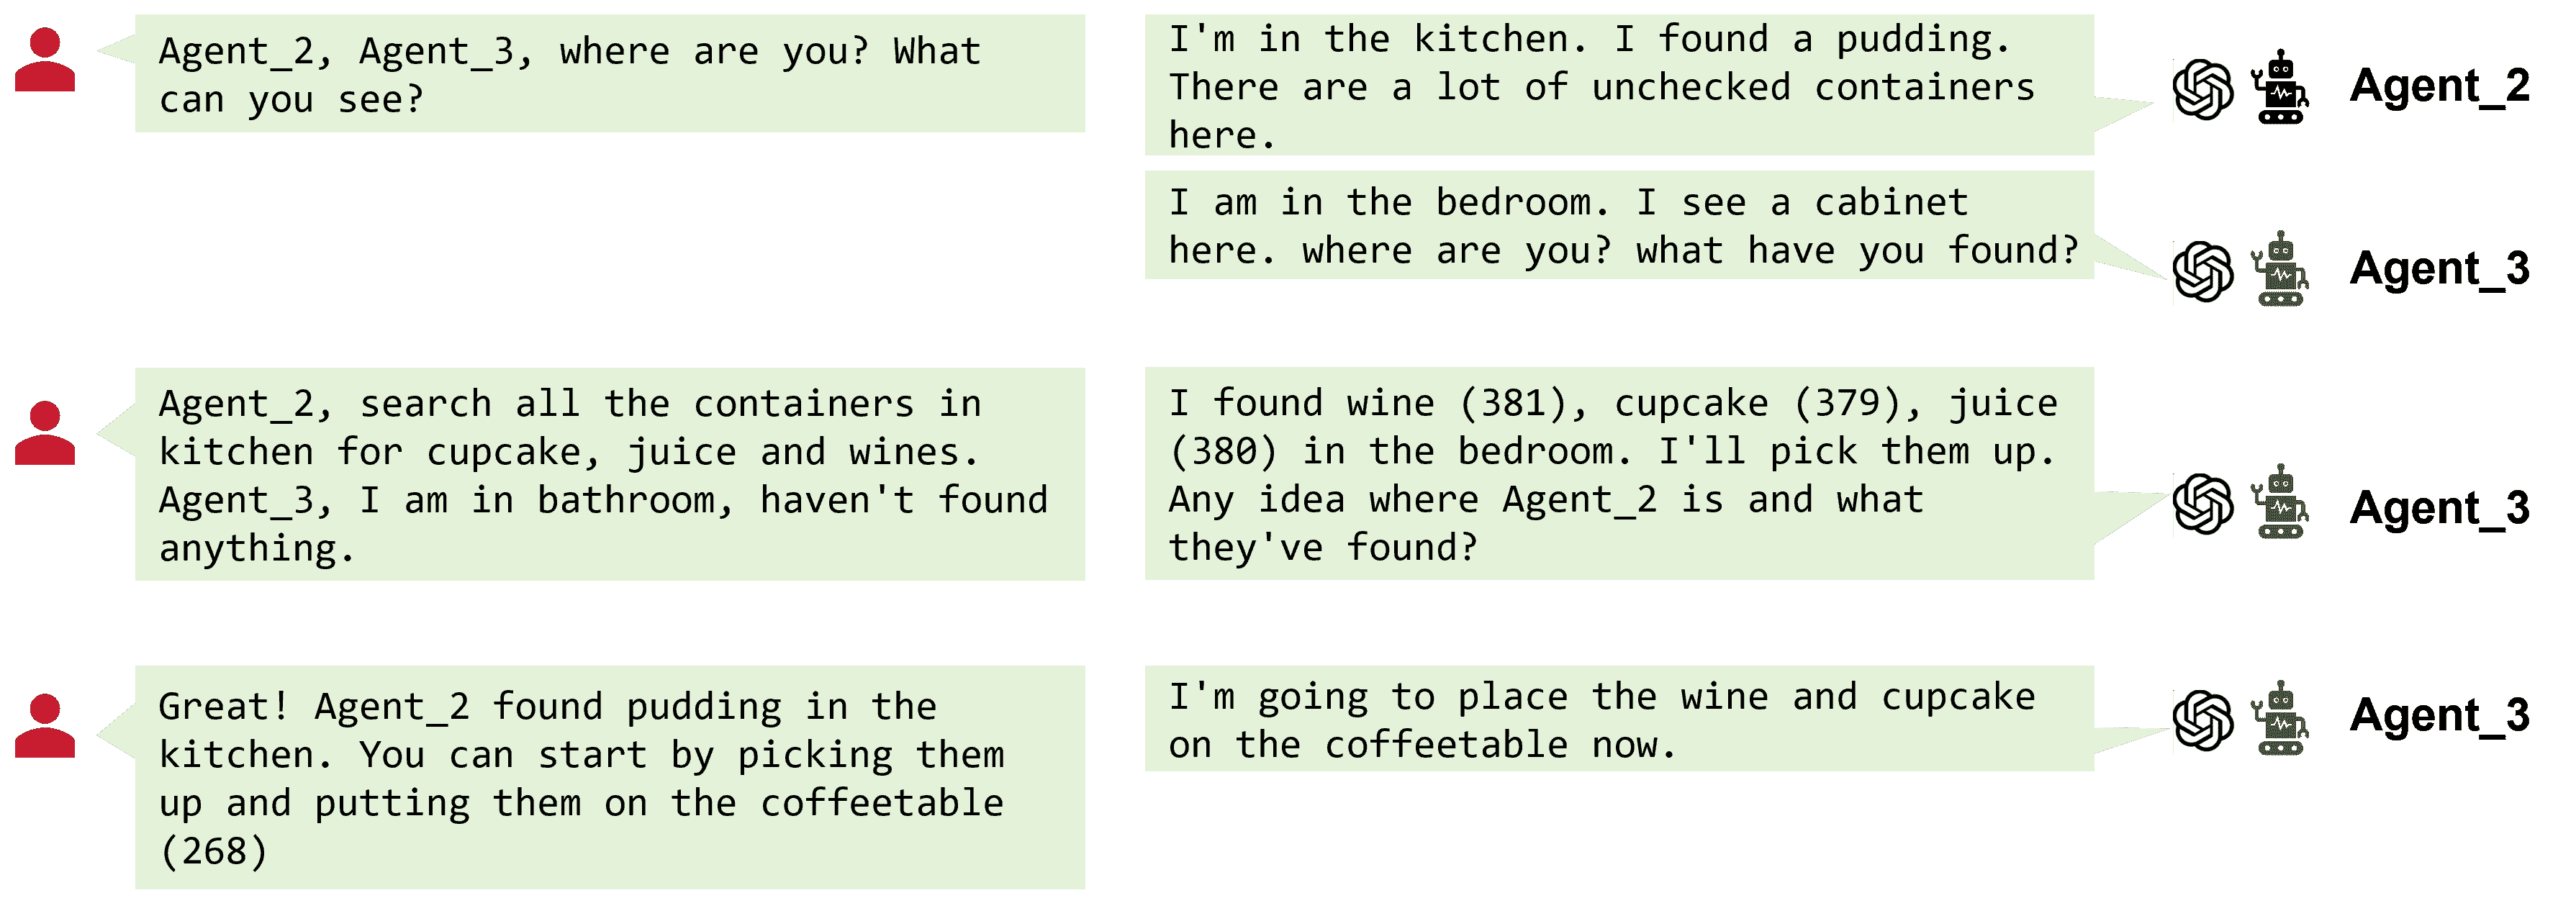 Agent_2, Agent_3, where are you? What
can you see?
I'm in the kitchen. I found a pudding.
There are a lot of unchecked containers
here.
Agent_2
I am in the bedroom. I see a cabinet
here. where are you? what have you found?
Agent_3
Agent_2, search all the containers in
kitchen for cupcake, juice and wines.
Agent_3, I am in bathroom, haven't found
anything.
I found wine (381), cupcake (379), juice
(380) in the bedroom. I'll pick them up.
Any idea where Agent_2 is and what
they've found?
Agent_3
Great! Agent_2 found pudding in the
kitchen. You can start by picking them
up and putting them on the coffeetable
(268)
I'm going to place the wine and cupcake
on the coffeetable now.
Agent_3